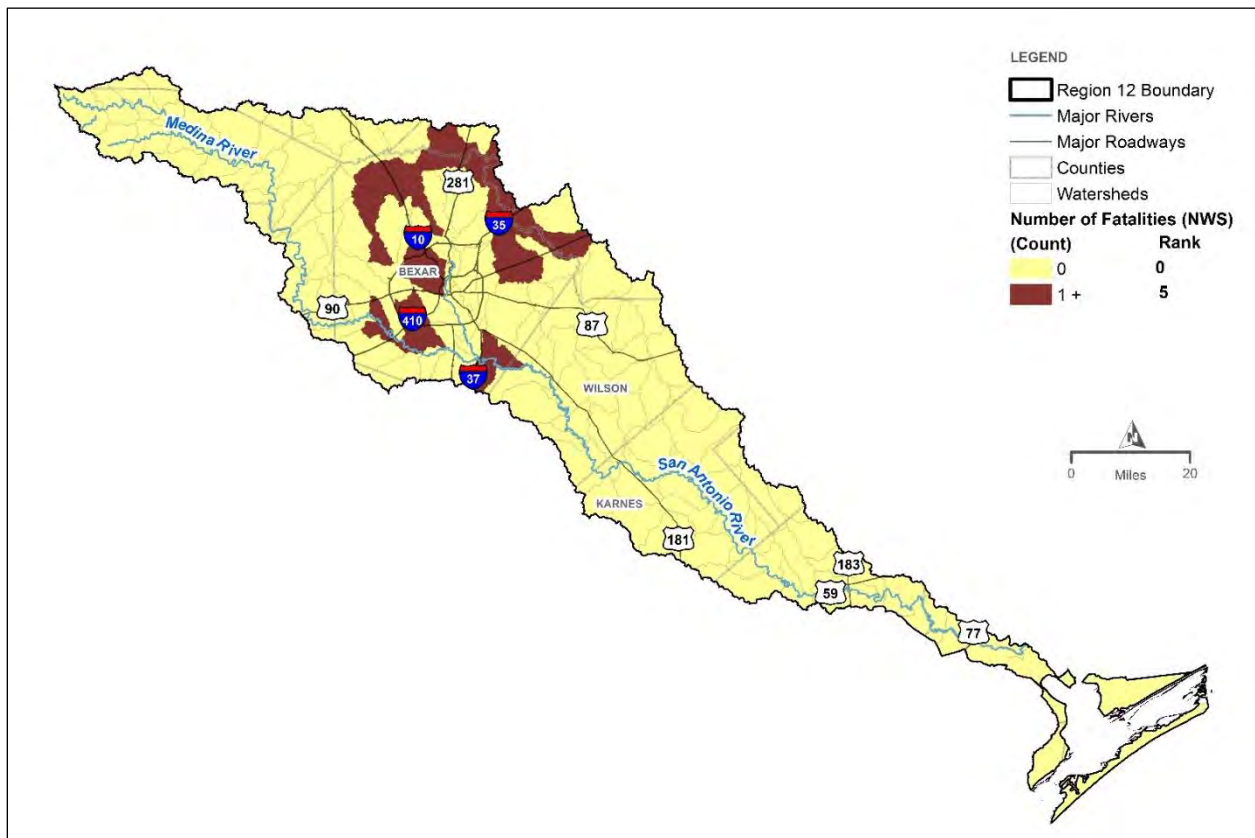 LEGEND
Region 12 Boundary
Major Rivers
Major Roadways
Counties
Watersheds
Number of Fatalities (NWS)
(Count) Rank
0 0
1 + 5
Medina River
281
35
10
BEXAR
90
410
87
37
WILSON
0 20
Miles
San Antonio River
KARNES
181
183
59
77